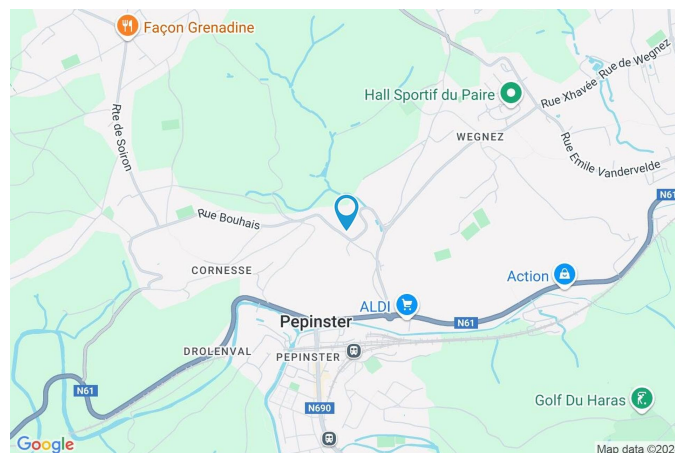 Façon Grenadine
Hall Sportif du Paire
Rue Xhavée
Rue de Wegnez
WEGNEZ
Rte de Soiron
Rue Emile Vandervelde
N61
Rue Bouhais
CORNESSE
Action
ALDI
Pepinster
N61
DROLENVAL
PEPINSTER
N61
N690
Golf Du Haras
Google
Map data ©202